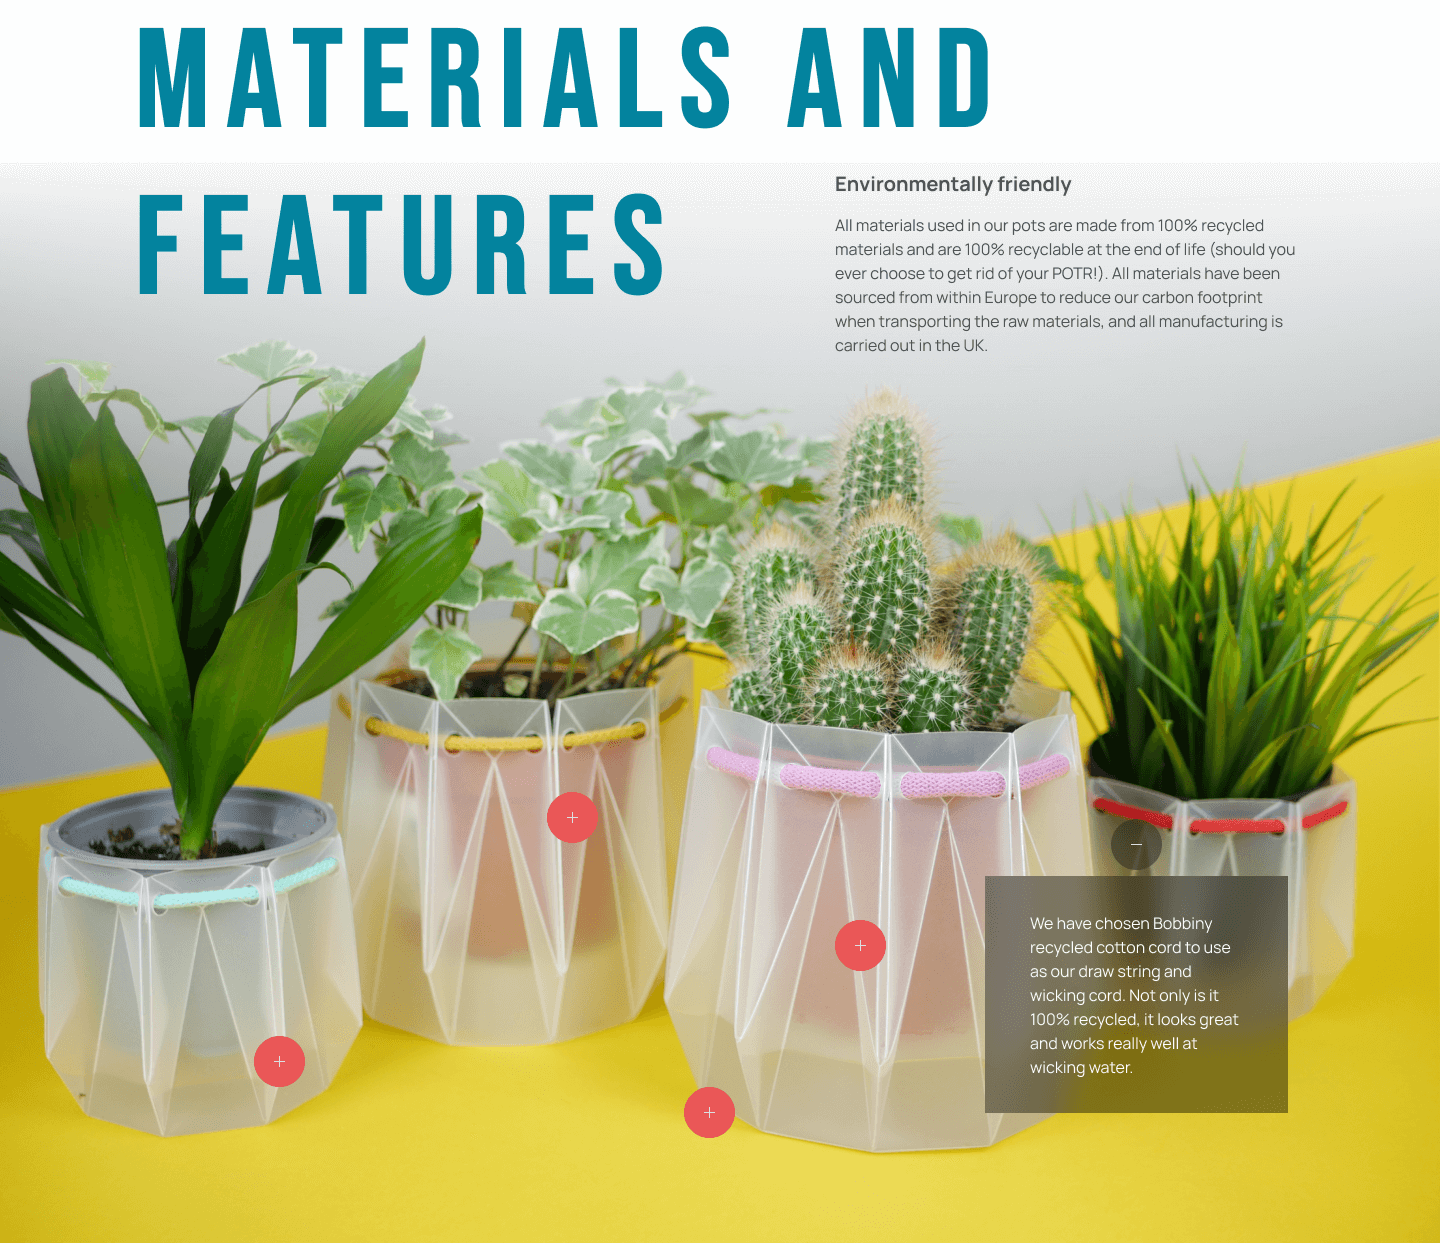 MATERIALS AND
FEATURES
Environmentally friendly
All materials used in our pots are made from 100% recycled
materials and are 100% recyclable at the end of life (should you
ever choose to get rid of your POTR!). All materials have been
sourced from within Europe to reduce our carbon footprint
when transporting the raw materials, and all manufacturing is
carried out in the UK.
We have chosen Bobbiny
recycled cotton cord to use
as our draw string and
wicking cord. Not only is it
100% recycled, it looks great
and works really well at
wicking water.